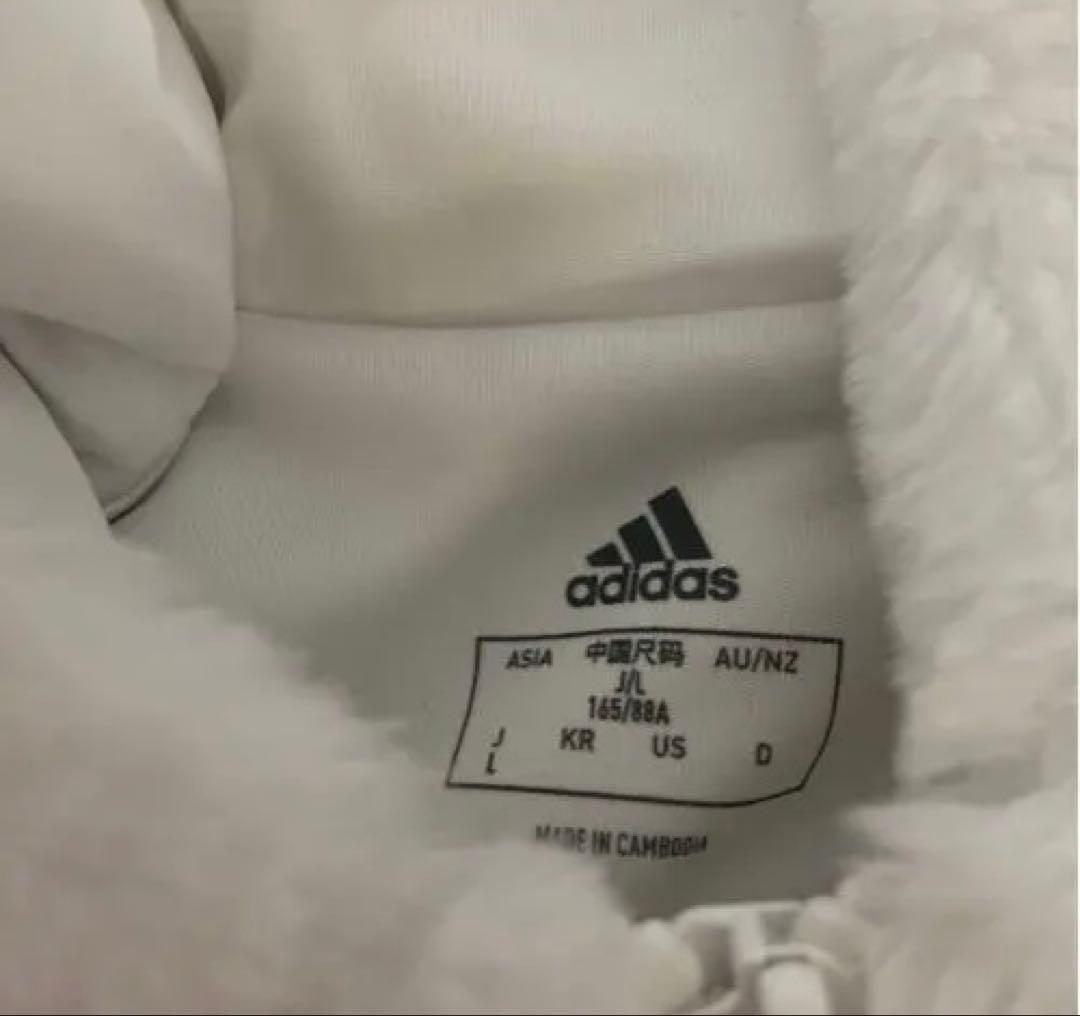 adidas
ASIA 中国尺码 AU/NZ
J/L
165/88A
J KR US D
L
MADE IN CAMBODIA